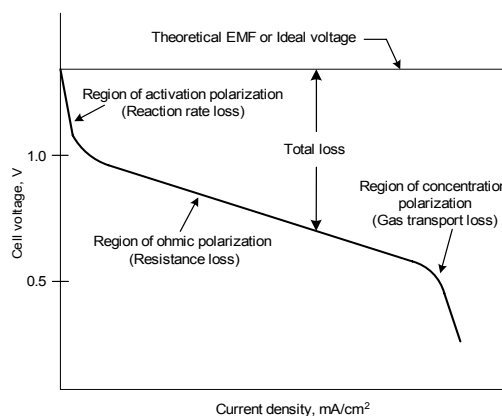 Theoretical EMF or Ideal voltage
Region of activation polarization
(Reaction rate loss)
Total loss
1.0
Region of concentration
polarization
(Gas transport loss)
Cell voltage, V
Region of ohmic polarization
(Resistance loss)
0.5
Current density, mA/cm²